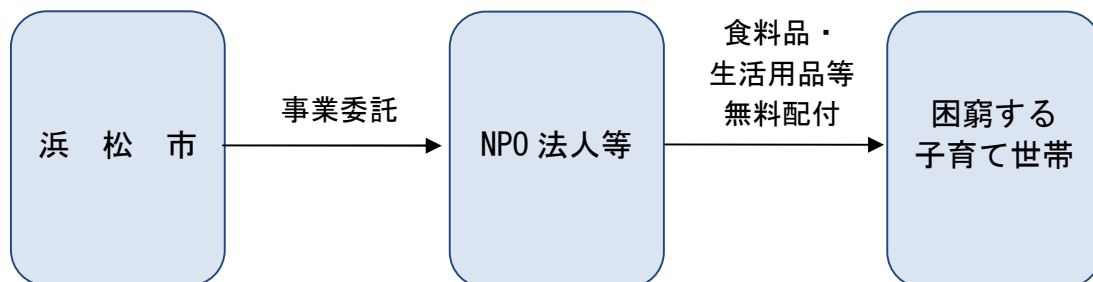 浜　松　市
事業委託
NPO 法人等
食料品・
生活用品等
無料配付
困窮する
子育て世帯